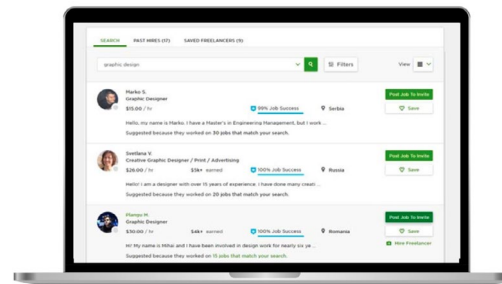 SEARCH PAST HIRES (17) SAVED FREELANCERS (9)
graphic design
Filters
View
Marko S.
Graphic Designer
$15.00 / hr 99% Job Success Serbia
Post Job To Invite
Save
Hello, my name is Marko. I have a Master's in Engineering Management, but I work ...
Suggested because they worked on 30 jobs that match your search.
Svetlana V.
Creative Graphic Designer / Print / Advertising
$26.00 / hr earned 100% Job Success Russia
Post Job To Invite
Save
Hello! I am a designer with over 15 years of experience. I have done many creati ...
Suggested because they worked on 20 jobs that match your search.
M.
Graphic Designer
$30.00 / hr earned 100% Job Success Romania
Post Job To Invite
Save
Hire Freelancer
Hi! My name is Mihai and I have been involved in design work for nearly six ye ...
Suggested because they worked on 15 jobs that match your search.